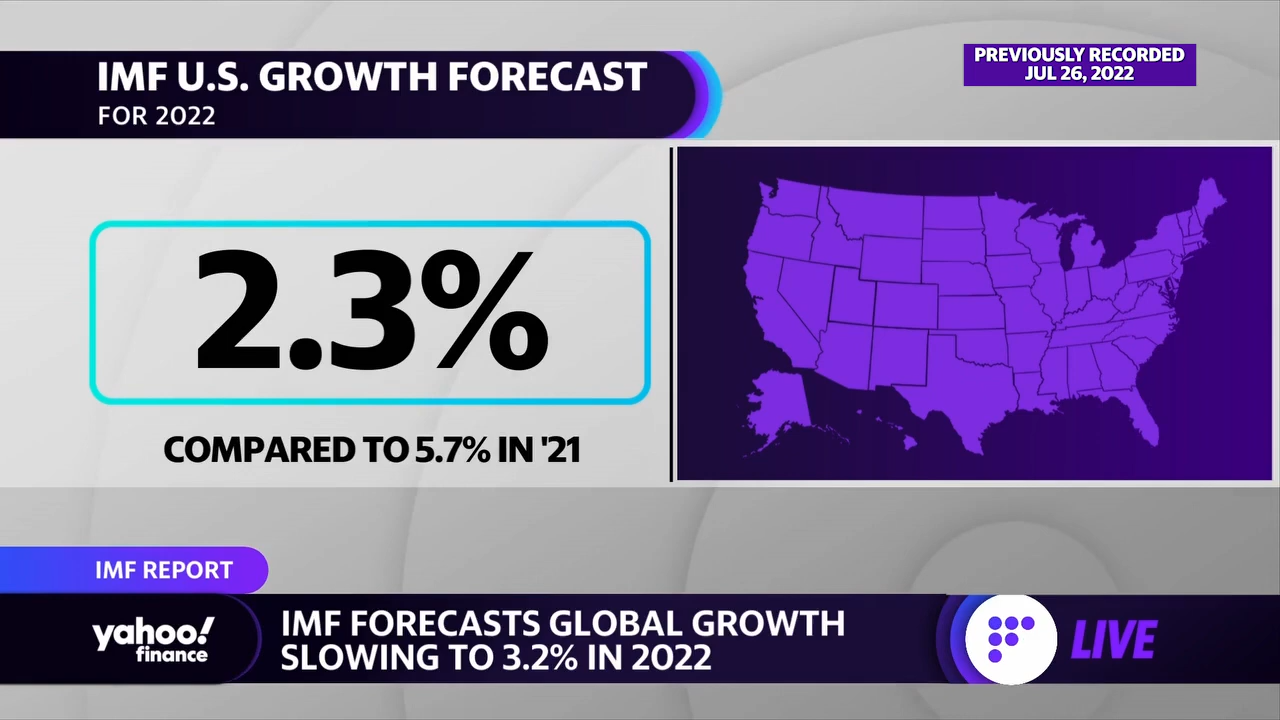 IMF U.S. GROWTH FORECAST
FOR 2022
PREVIOUSLY RECORDED
JUL 26, 2022
2.3%
COMPARED TO 5.7% IN '21
IMF REPORT
yahoo!
finance
IMF FORECASTS GLOBAL GROWTH
SLOWING TO 3.2% IN 2022
LIVE